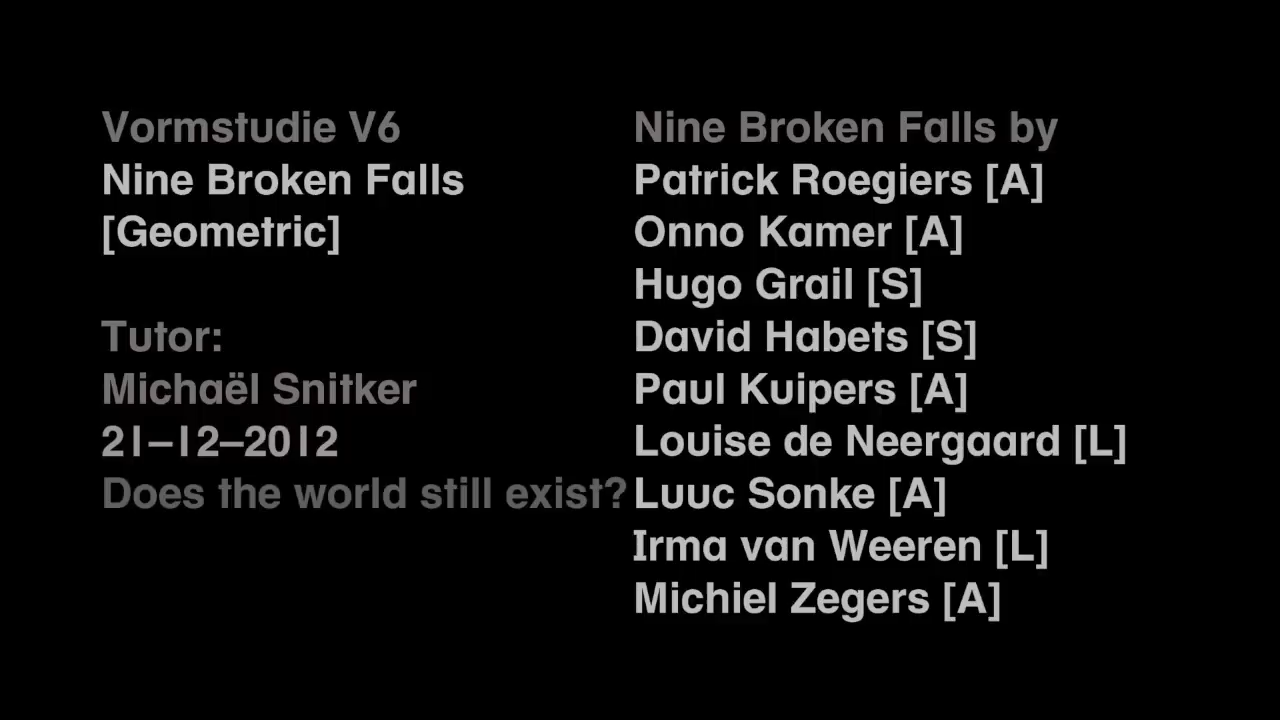 Vormstudie V6
Nine Broken Falls
[Geometric]
Tutor:
Michaël Snitker
21–12–2012
Does the world still exist?
Nine Broken Falls by
Patrick Roegiers [A]
Onno Kamer [A]
Hugo Grail [S]
David Habets [S]
Paul Kuipers [A]
Louise de Neergaard [L]
Luuc Sonke [A]
Irma van Weeren [L]
Michiel Zegers [A]